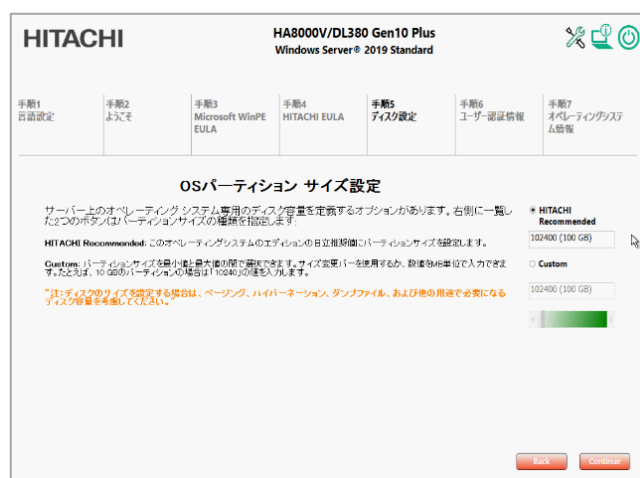 HITACHI
HA8000V/DL380 Gen10 Plus
Windows Server® 2019 Standard
手順1
言語設定
手順2
ようこそ
手順3
Microsoft WinPE
EULA
手順4
HITACHI EULA
手順5
ディスク設定
手順6
ユーザー認証情報
手順7
オペレーティングシステ
ム情報
OSパーティション サイズ設定
サーバー上のオペレーティング システム専用のディスク容量を定義するオプションがあります。右側に一覧し
た2つのボタンはパーティションサイズの種類を指定します:
HITACHI Recommended: このオペレーティングシステムのエディションの日立推奨値にパーティションサイズを設定します。
Custom: パーティションサイズを最小値と最大値の間で選択できます。サイズ変更バーを使用するか、数値をMB単位で入力できま
す。たとえば、10 GBのパーティションの場合は「10240」の値を入力します。
"注:ディスクのサイズを設定する場合は、ページング、ハイバーネーション、ダンプファイル、および他の用途で必要になる
ディスク容量を考慮してください。"
HITACHI
Recommended
102400 (100 GB)
Custom
102400 (100 GB)
Back
Continue